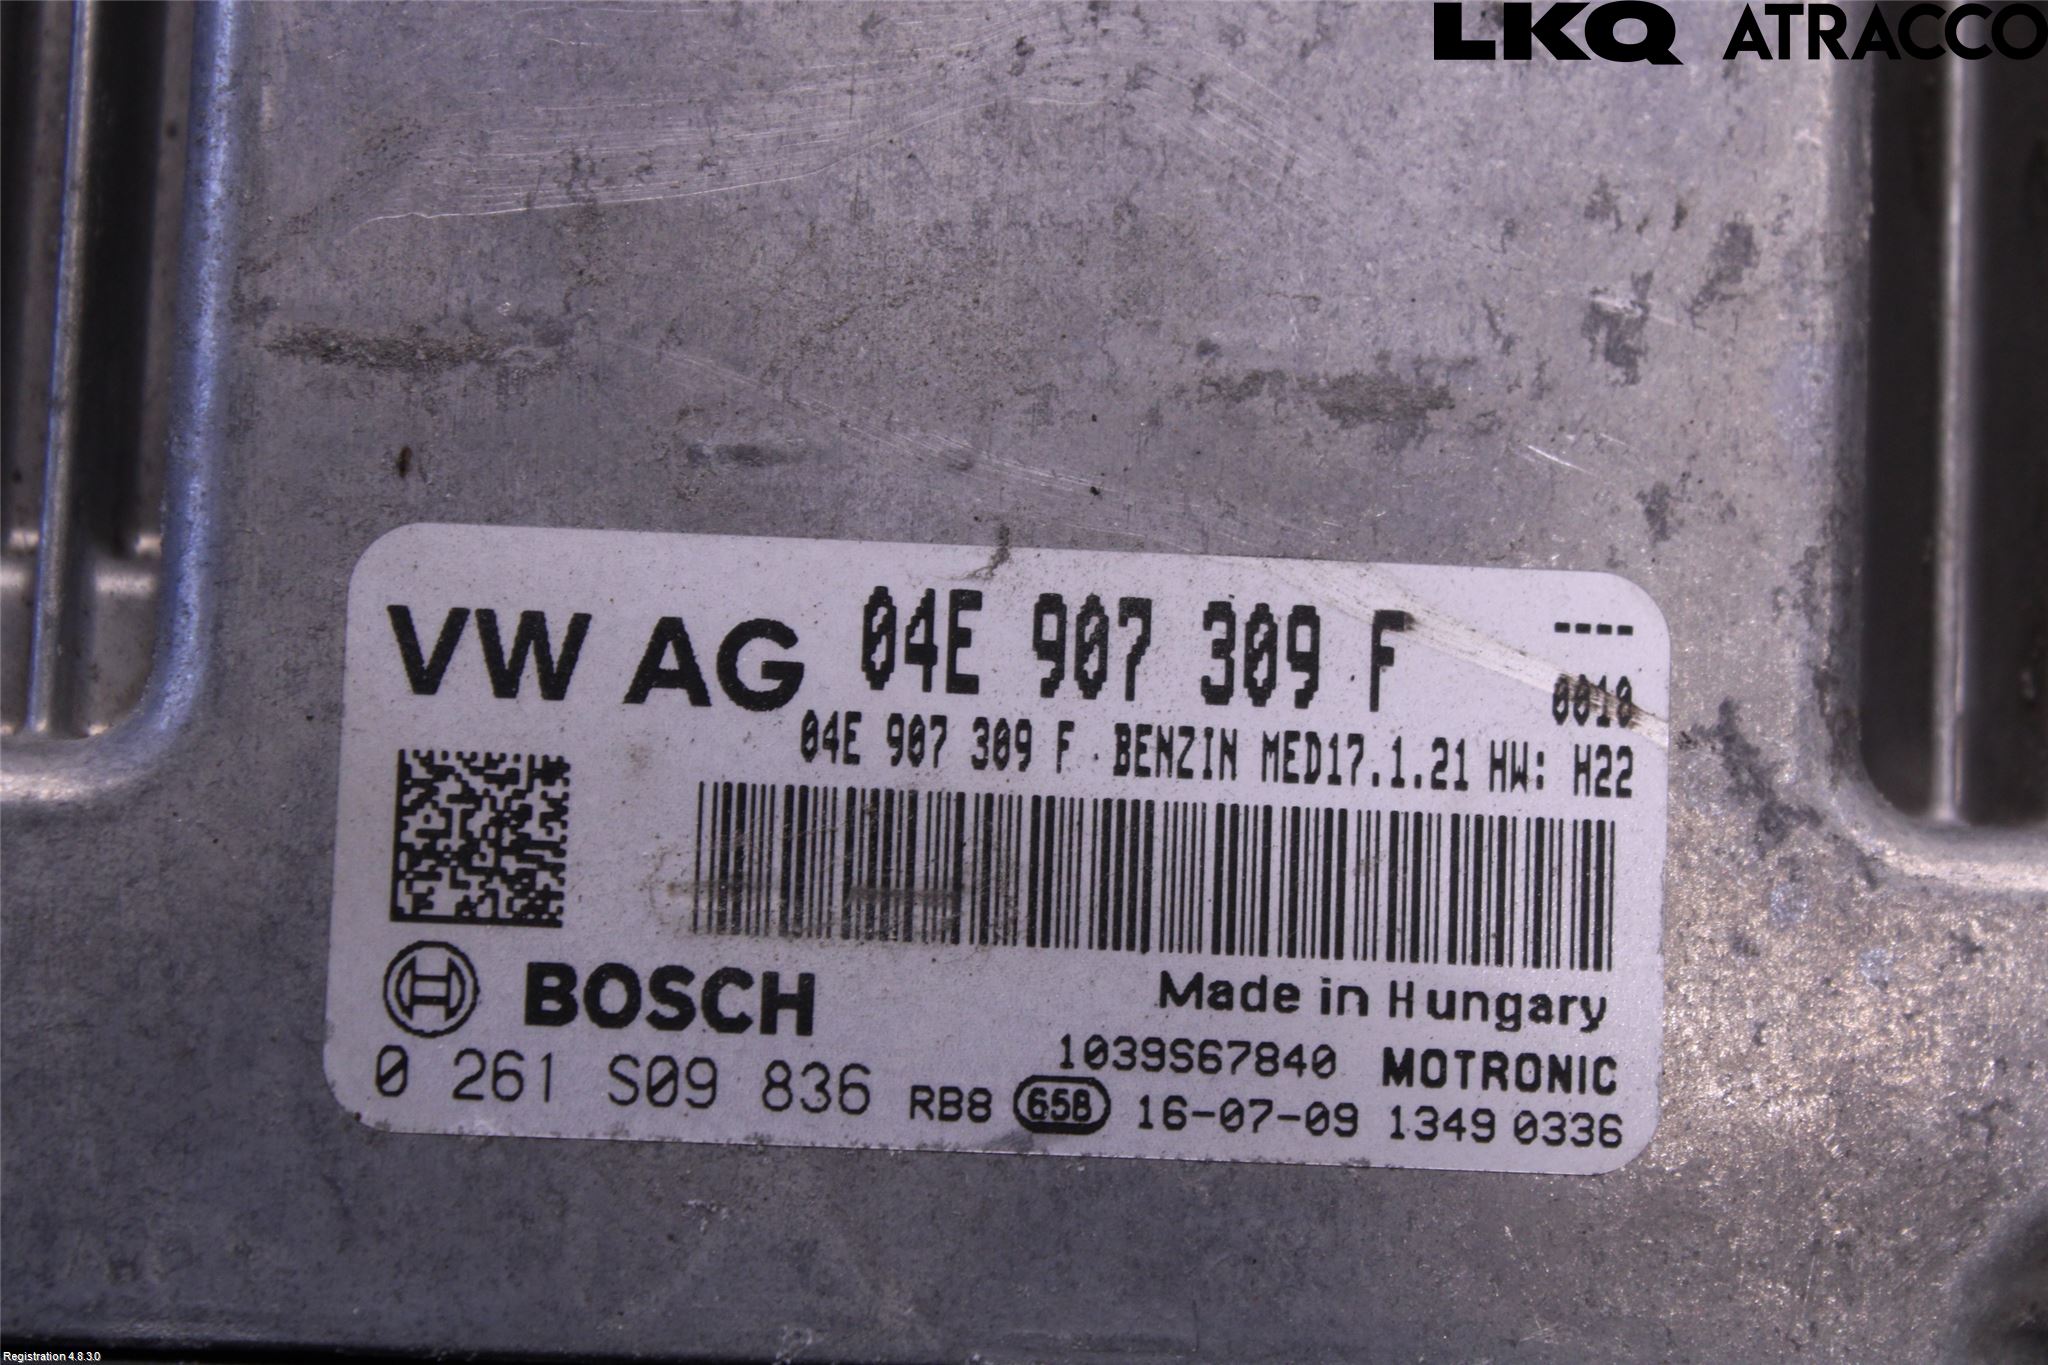 LKQ ATRACCO
VW AG 04E 907 309 F ----
0010
04E 907 309 F BENZIN MED17.1.21 HW: H22
BOSCH
Made in Hungary
1039S67840 MOTRONIC
0 261 S09 836 RB8 65B 16-07-09 1349 0336
Registration 4.8.3.0